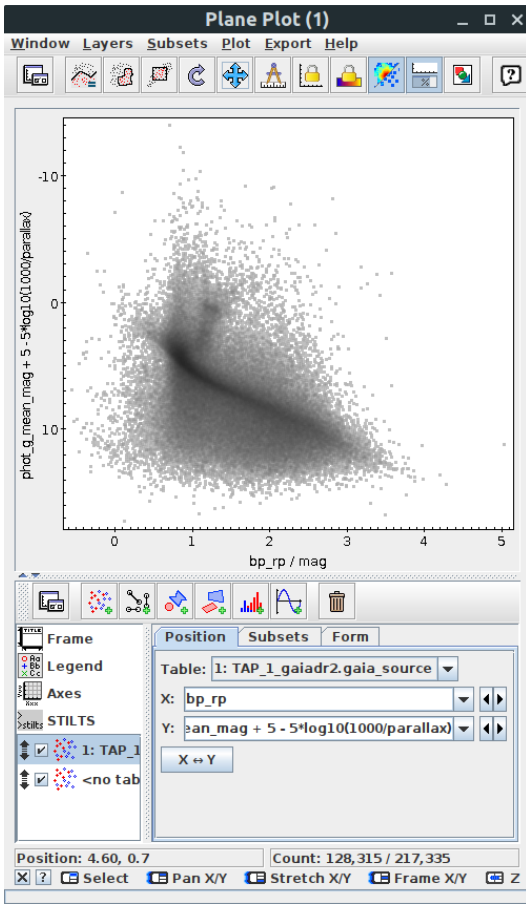 Plane Plot (1)
Window Layers Subsets Plot Export Help
phot_g_mean_mag + 5 - 5*log10(1000/parallax)
-10
0
10
0 1 2 3 4 5
bp_rp / mag
Frame
Legend
Axes
STILTS
1: TAP_1
<no tab
Position Subsets Form
Table: 1: TAP_1_gaiadr2.gaia_source
X: bp_rp
Y: ean_mag + 5 - 5*log10(1000/parallax)
X ⇔ Y
Position: 4.60, 0.7 Count: 128,315 / 217,335
Select Pan X/Y Stretch X/Y Frame X/Y Z